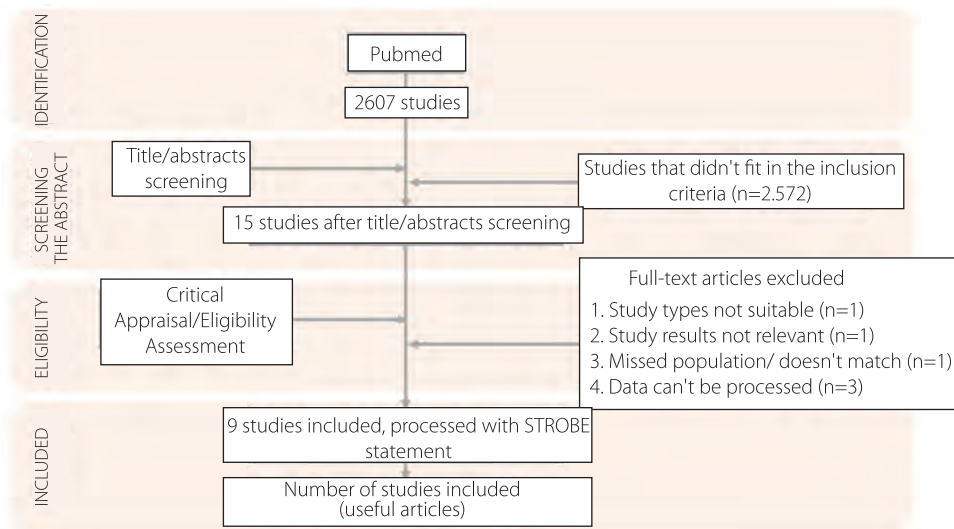 IDENTIFICATION
Pubmed
2607 studies
SCREENING
THE ABSTRACT
Title/abstracts
screening
Studies that didn't fit in the inclusion
criteria (n=2.572)
15 studies after title/abstracts screening
ELIGIBILITY
Critical
Appraisal/Eligibility
Assessment
Full-text articles excluded
1. Study types not suitable (n=1)
2. Study results not relevant (n=1)
3. Missed population/ doesn't match (n=1)
4. Data can't be processed (n=3)
INCLUDED
9 studies included, processed with STROBE
statement
Number of studies included
(useful articles)